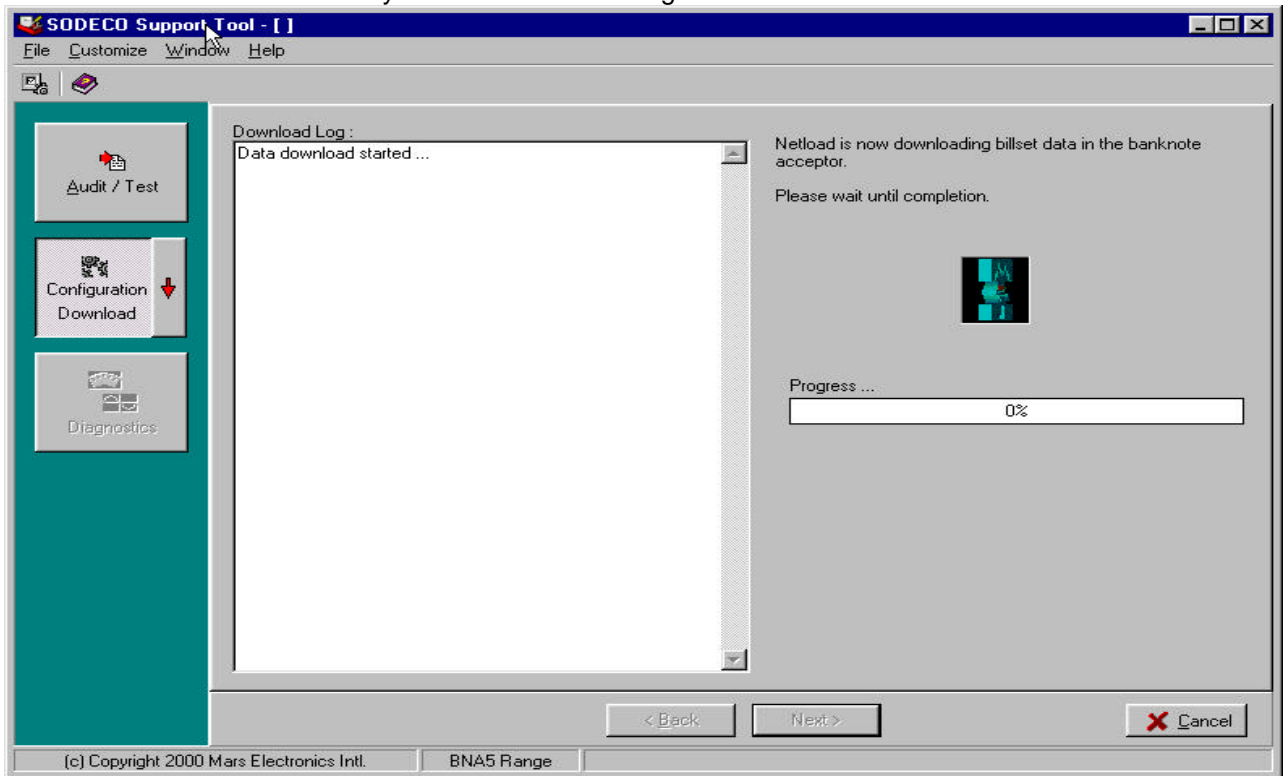 SODECO Support Tool - [ ]
File Customize Window Help
Audit / Test
Configuration
Download
Diagnostics
Download Log :
Data download started ...
Netload is now downloading billset data in the banknote
acceptor.
Please wait until completion.
Progress ...
0%
< Back
Next >
Cancel
(c) Copyright 2000 Mars Electronics Intl.
BNA5 Range